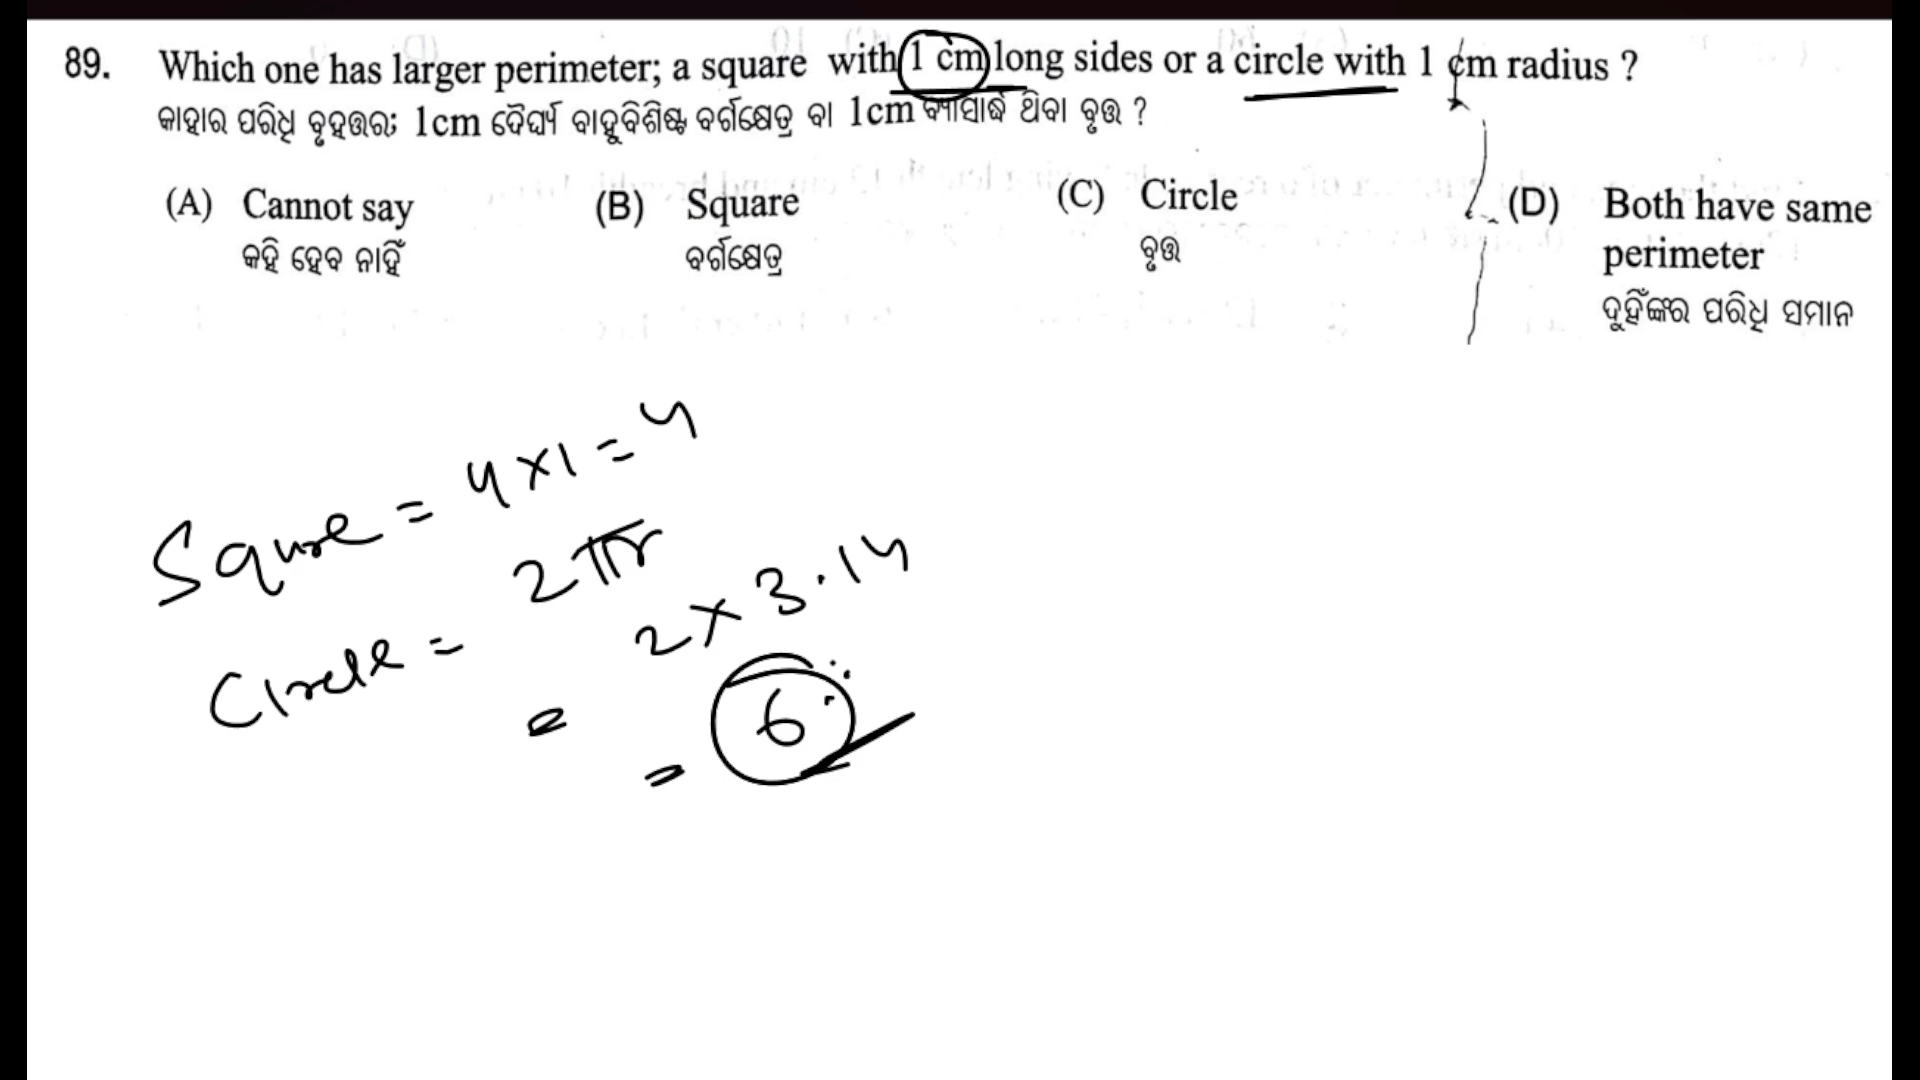 89. Which one has larger perimeter; a square with 1 cm long sides or a circle with 1 cm radius ?
କାହାର ପରିଧି ବୃହତ୍ତର; 1cm ଦୈର୍ଘ୍ୟ ବାହୁବିଶିଷ୍ଟ ବର୍ଗକ୍ଷେତ୍ର ବା 1cm ବ୍ୟାସାର୍ଦ୍ଧ ଥିବା ବୃତ୍ତ ?
(A) Cannot say
କହି ହେବ ନାହିଁ
(B) Square
ବର୍ଗକ୍ଷେତ୍ର
(C) Circle
ବୃତ୍ତ
(D) Both have same
perimeter
ଦୁହିଁଙ୍କର ପରିଧି ସମାନ
Squre = 4 × 1 = 4
Circle = 2πr
2 × 3.14
=
= 6